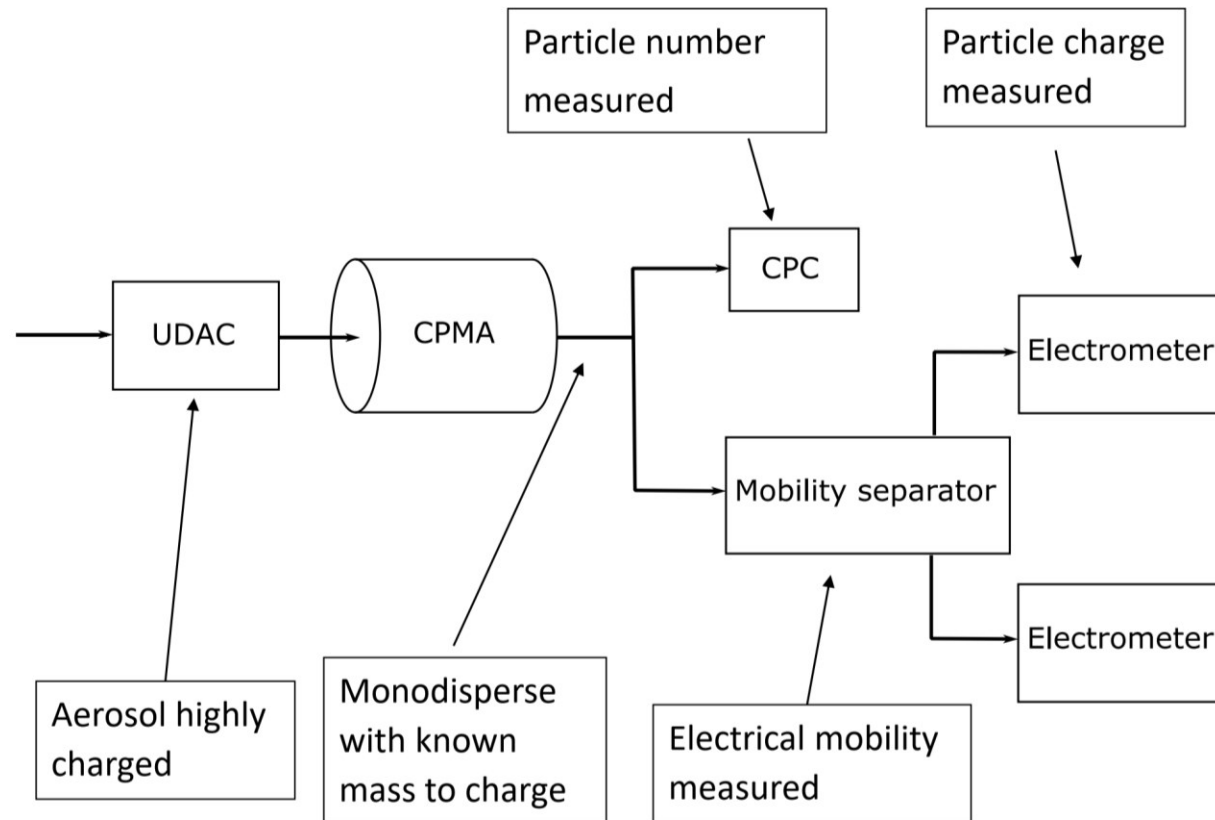 Particle number
measured
Particle charge
measured
CPC
UDAC
CPMA
Electrometer
Mobility separator
Electrometer
Aerosol highly
charged
Monodisperse
with known
mass to charge
Electrical mobility
measured